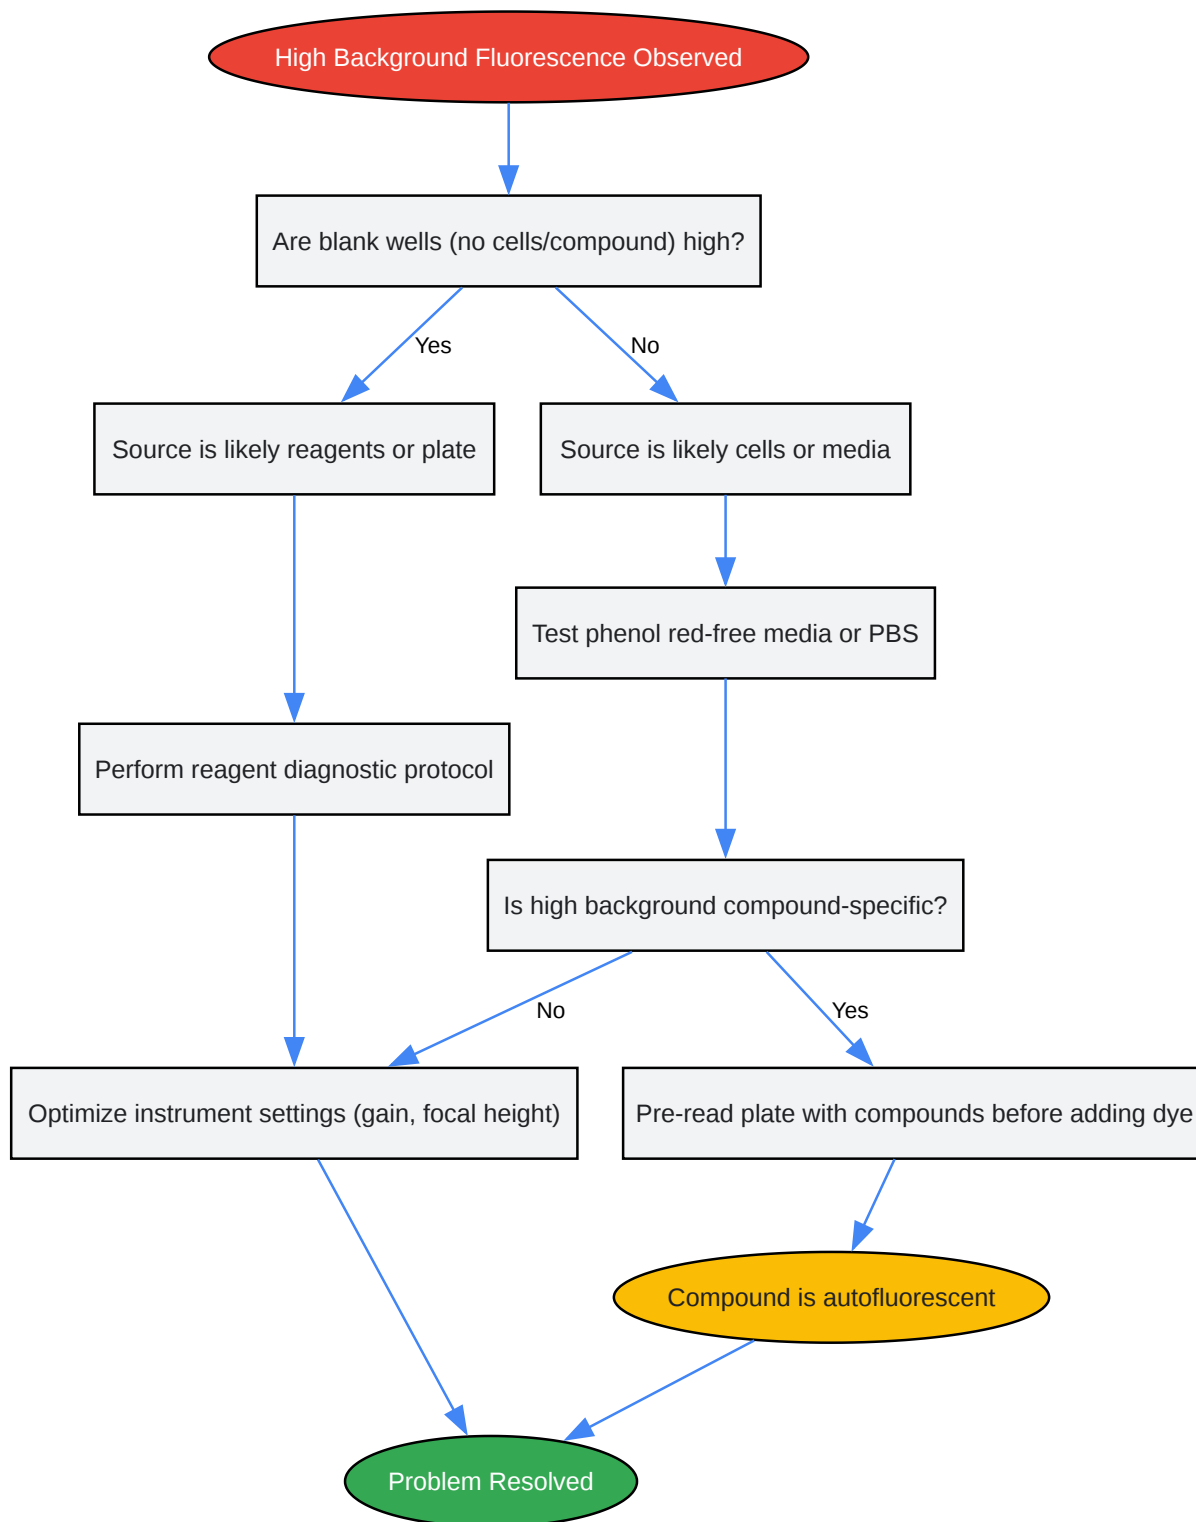 High Background Fluorescence Observed
Are blank wells (no cells/compound) high?
Yes
No
Source is likely reagents or plate
Source is likely cells or media
Test phenol red-free media or PBS
Perform reagent diagnostic protocol
Is high background compound-specific?
No
Yes
Optimize instrument settings (gain, focal height)
Pre-read plate with compounds before adding dye
Compound is autofluorescent
Problem Resolved